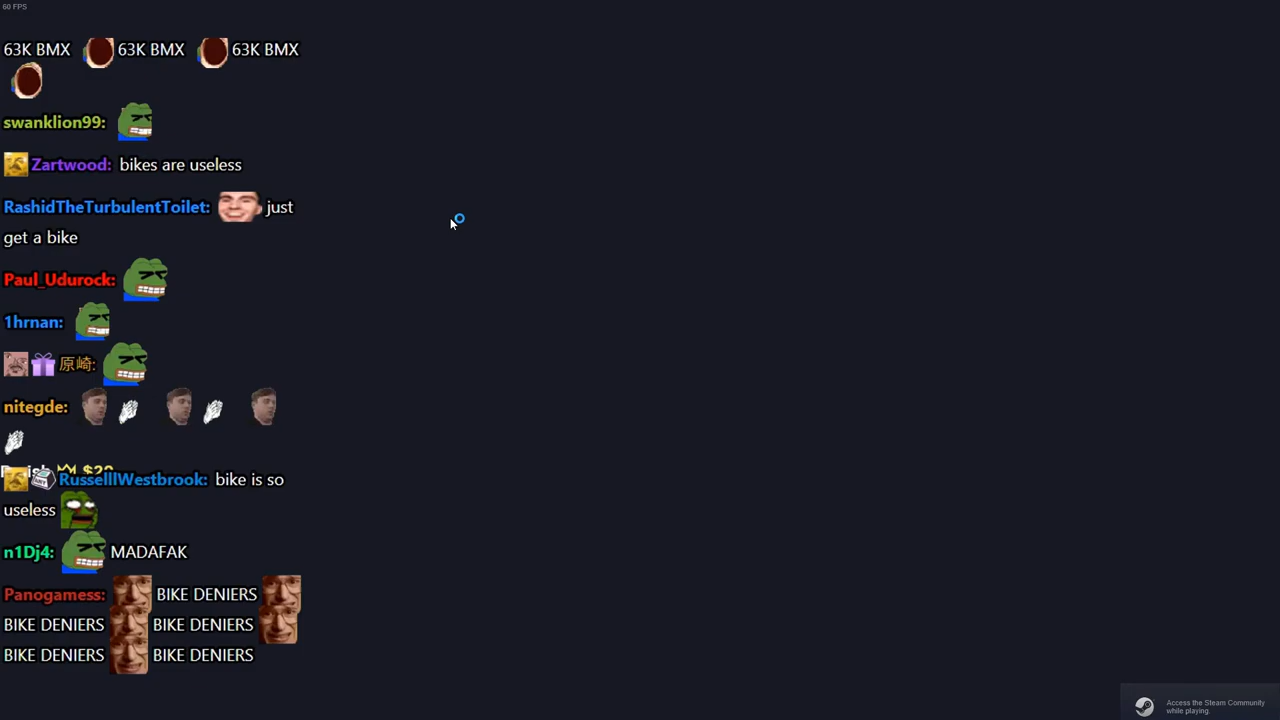 60 FPS
63K BMX 63K BMX 63K BMX
swanklion99:
Zartwood: bikes are useless
RashidTheTurbulentToilet: just
get a bike
Paul_Udurock:
1hrnan:
原崎:
nitegde:
$20
RusselllWestbrook: bike is so
useless
n1Dj4: MADAFAK
Panogamess: BIKE DENIERS
BIKE DENIERS BIKE DENIERS
BIKE DENIERS BIKE DENIERS
Access the Steam Community
while playing.